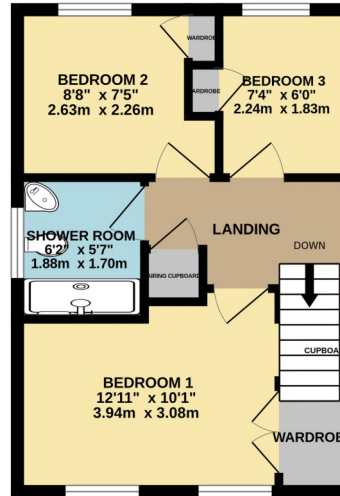 WARDROBE
BEDROOM 2
8'8" x 7'5"
2.63m x 2.26m
ARDROBE
BEDROOM 3
7'4" x 6'0"
2.24m x 1.83m
SHOWER ROOM
6'2" x 5'7"
1.88m x 1.70m
LANDING
DOWN
AIRING CUPBOARD
CUPBOA
BEDROOM 1
12'11" x 10'1"
3.94m x 3.08m
WARDROBE